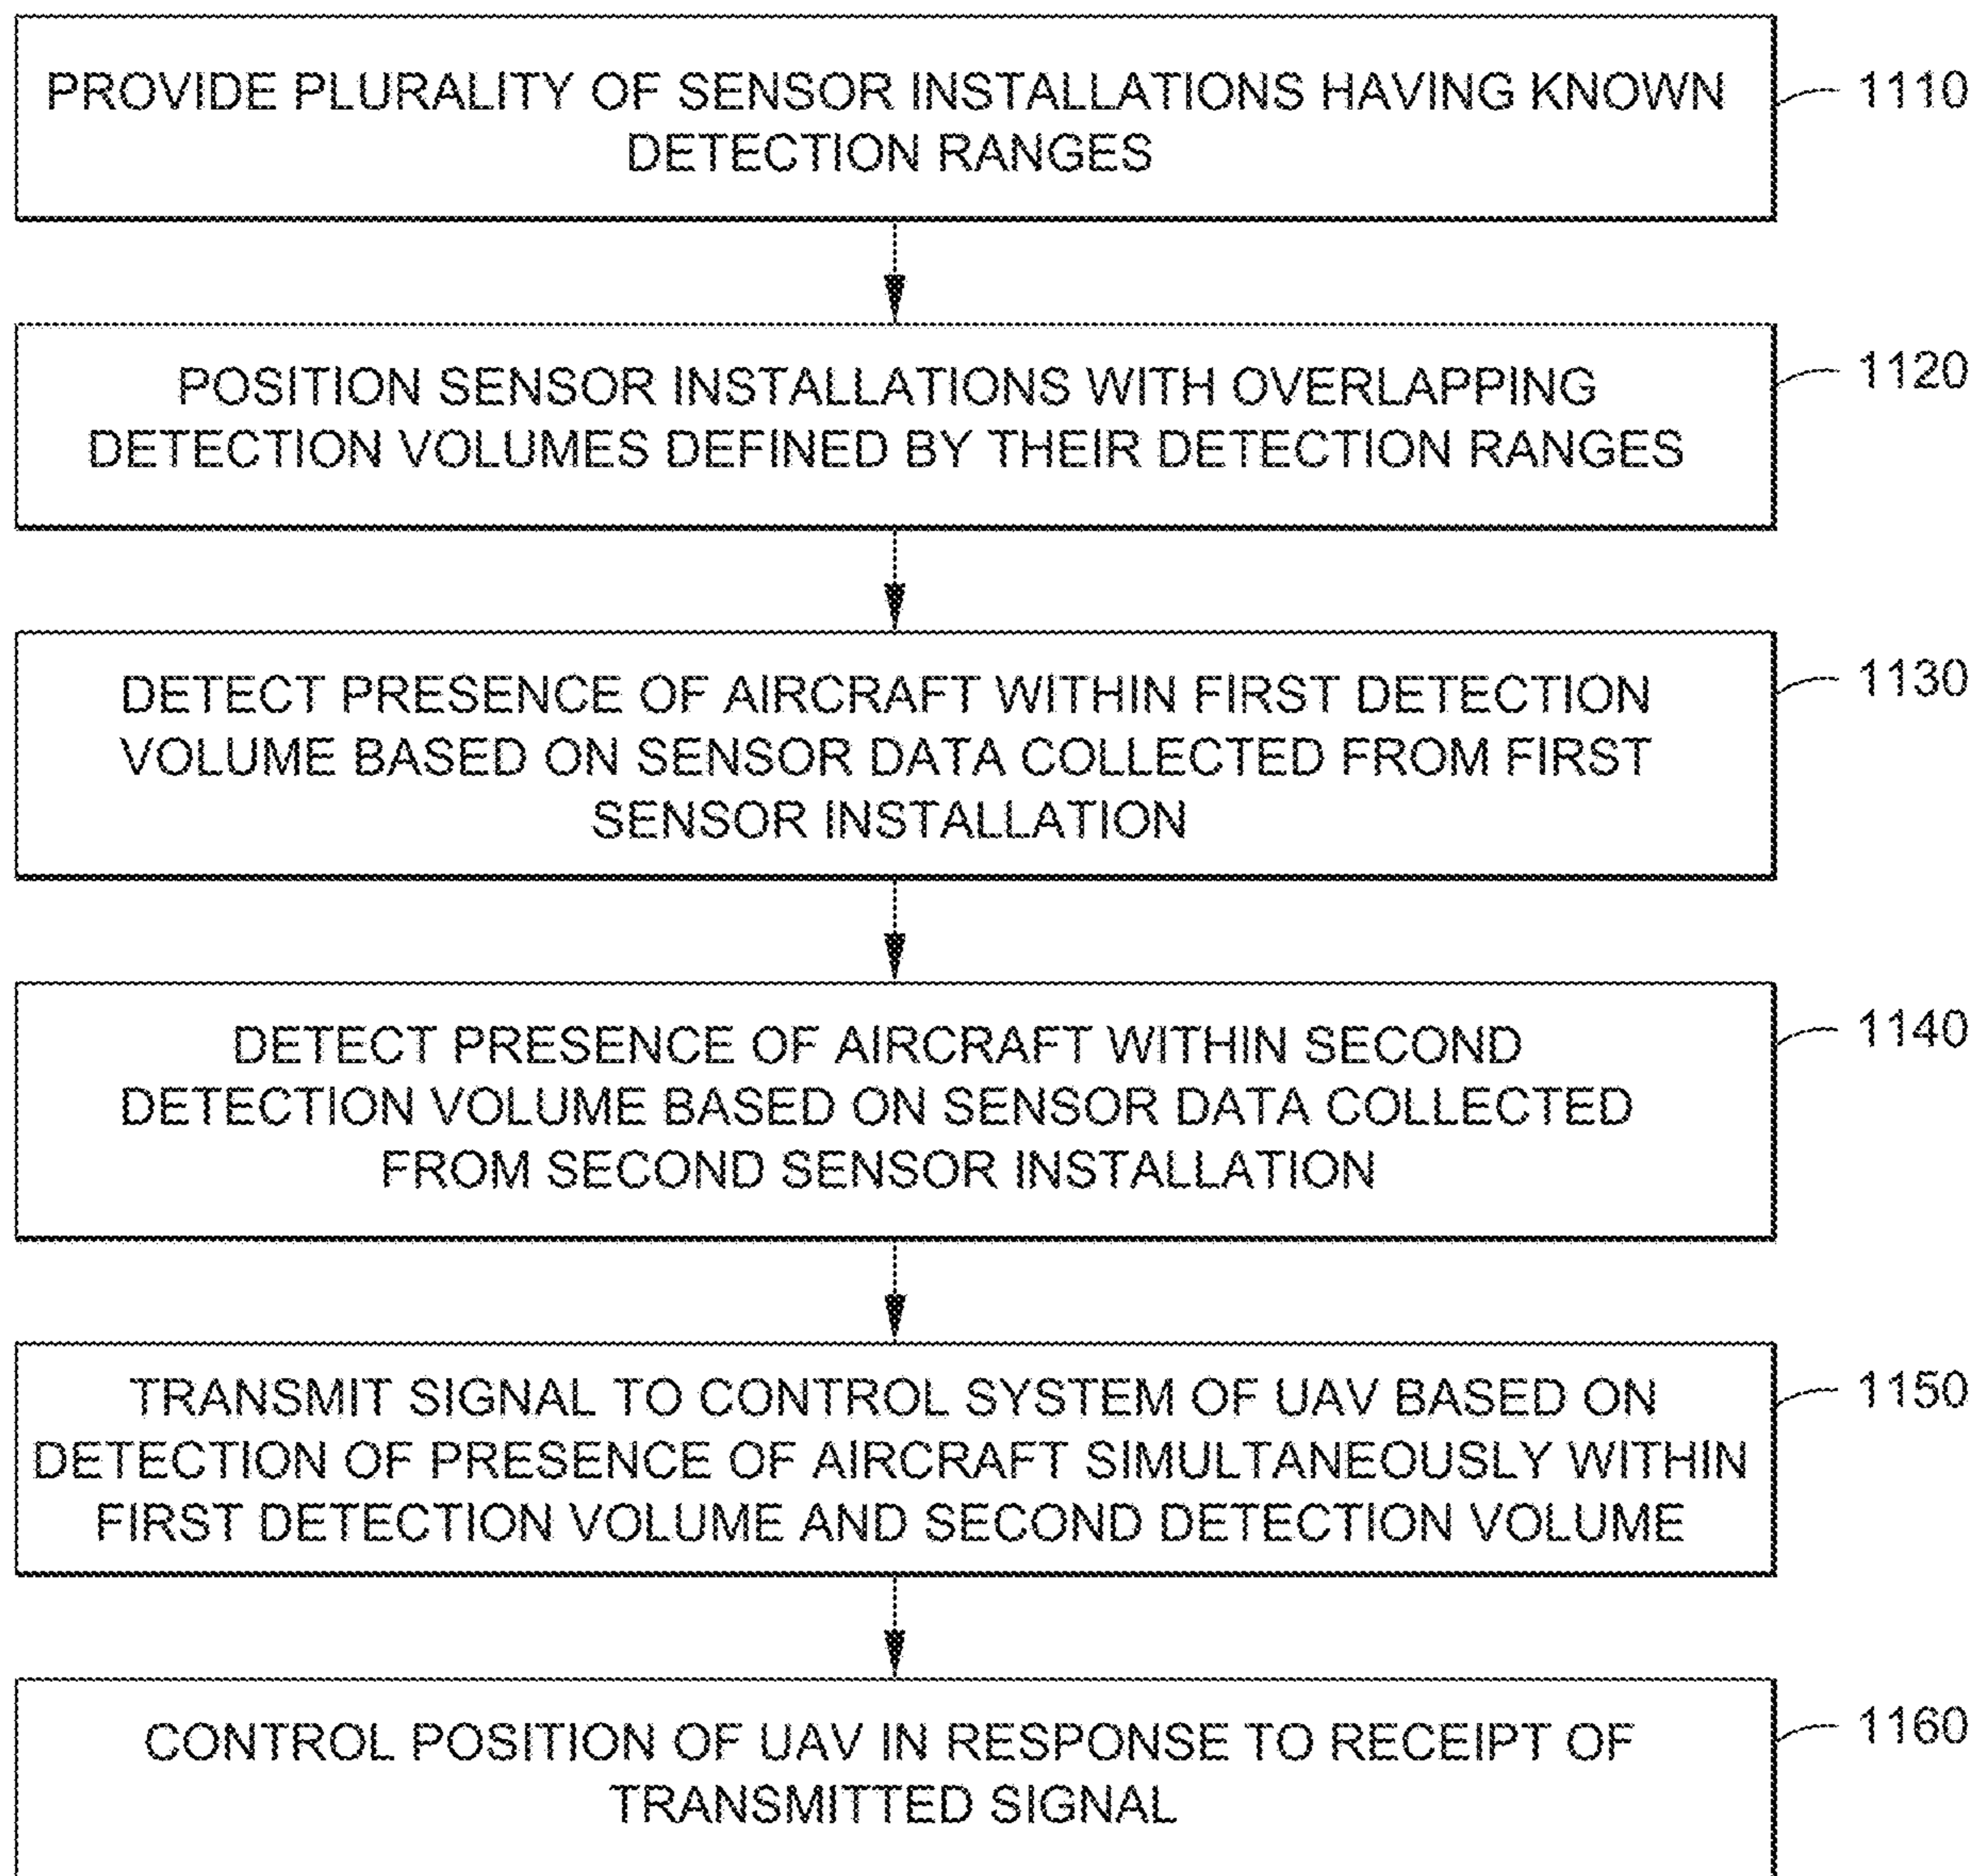 PROVIDE PLURALITY OF SENSOR INSTALLATIONS HAVING KNOWN
DETECTION RANGES
1110
POSITION SENSOR INSTALLATIONS WITH OVERLAPPING
DETECTION VOLUMES DEFINED BY THEIR DETECTION RANGES
1120
DETECT PRESENCE OF AIRCRAFT WITHIN FIRST DETECTION
VOLUME BASED ON SENSOR DATA COLLECTED FROM FIRST
SENSOR INSTALLATION
1130
DETECT PRESENCE OF AIRCRAFT WITHIN SECOND
DETECTION VOLUME BASED ON SENSOR DATA COLLECTED
FROM SECOND SENSOR INSTALLATION
1140
TRANSMIT SIGNAL TO CONTROL SYSTEM OF UAV BASED ON
DETECTION OF PRESENCE OF AIRCRAFT SIMULTANEOUSLY WITHIN
FIRST DETECTION VOLUME AND SECOND DETECTION VOLUME
1150
CONTROL POSITION OF UAV IN RESPONSE TO RECEIPT OF
TRANSMITTED SIGNAL
1160